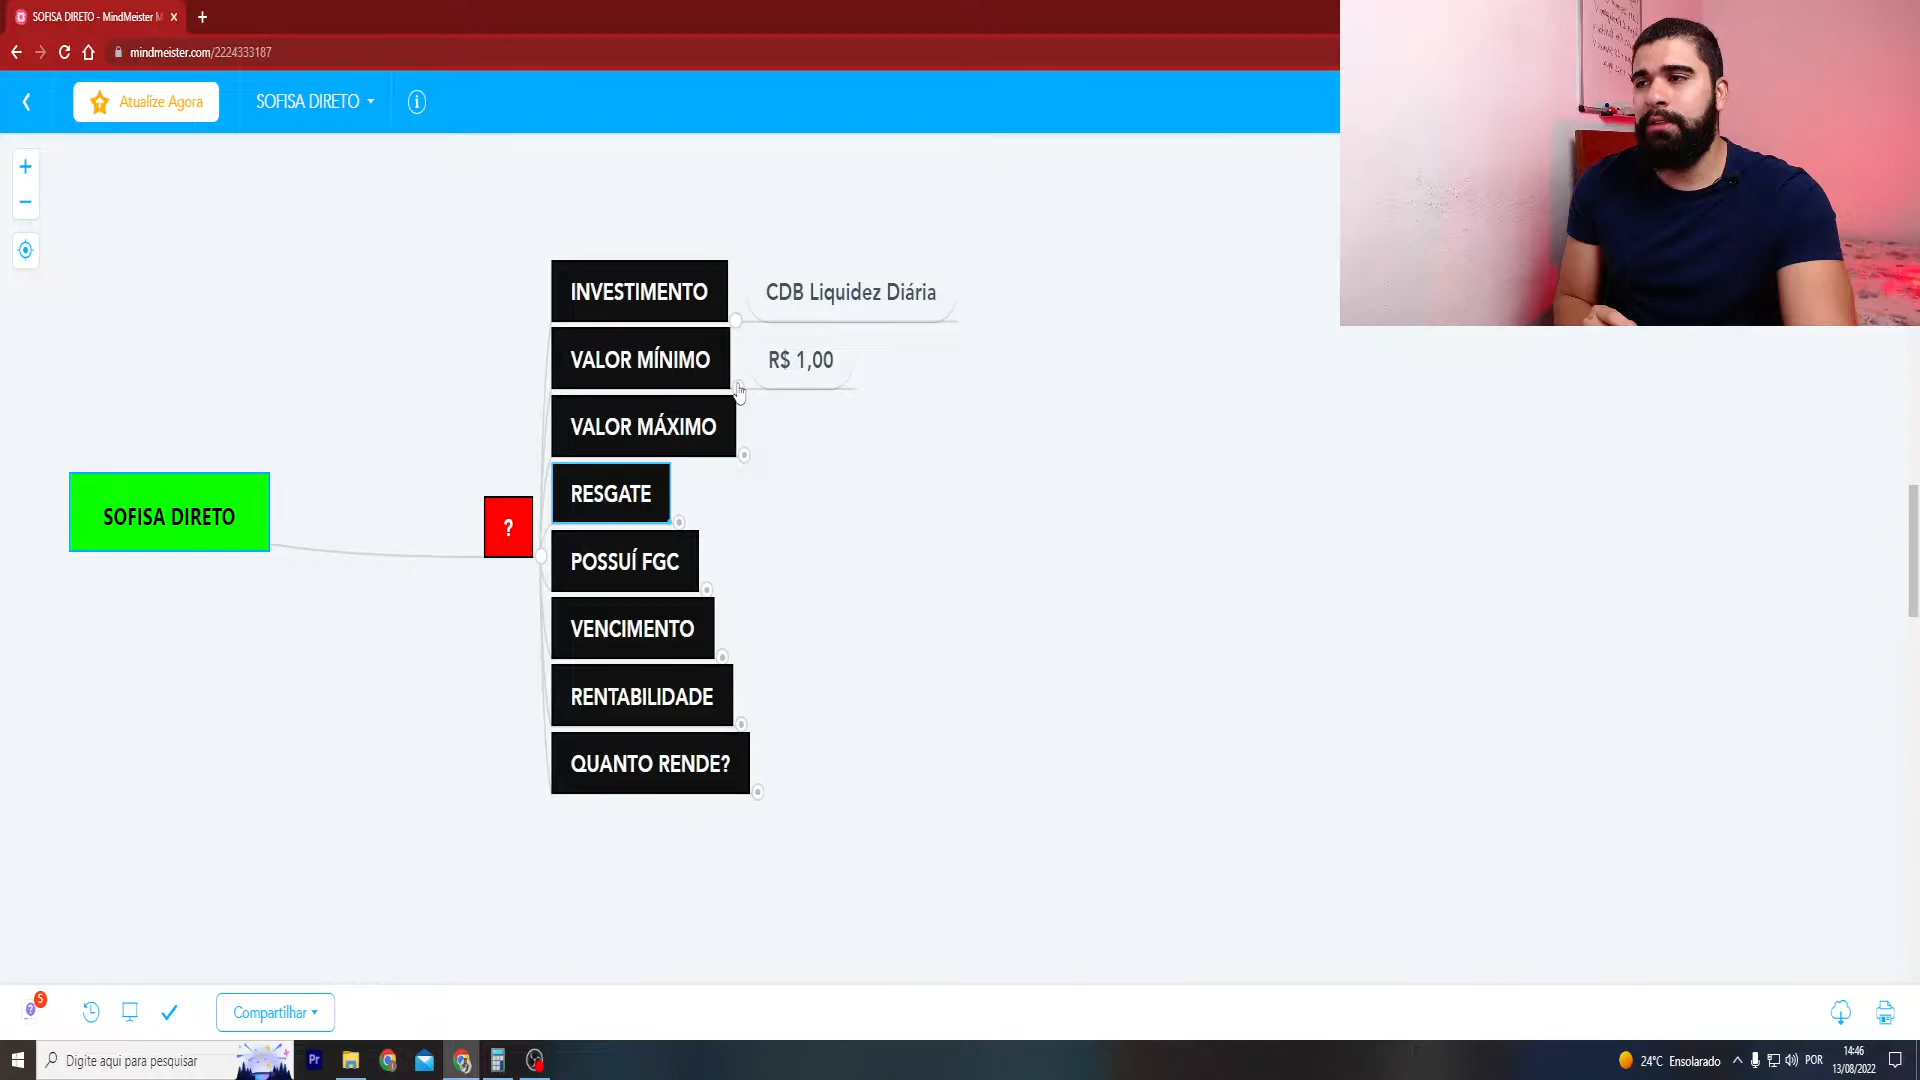 SOFISA DIRETO - MindMeister M
mindmeister.com/2224333187
Atualize Agora
SOFISA DIRETO
INVESTIMENTO
CDB Liquidez Diária
VALOR MÍNIMO
R$ 1,00
VALOR MÁXIMO
RESGATE
SOFISA DIRETO
?
POSSUÍ FGC
VENCIMENTO
RENTABILIDADE
QUANTO RENDE?
5
Compartilhar
Digite aqui para pesquisar
Pr
24°C Ensolarado
POR
14:46
13/08/2022